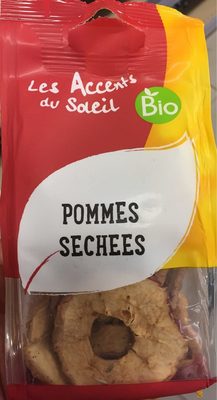 Les Accents
du Soleil
Bio
POMMES
SECHEES